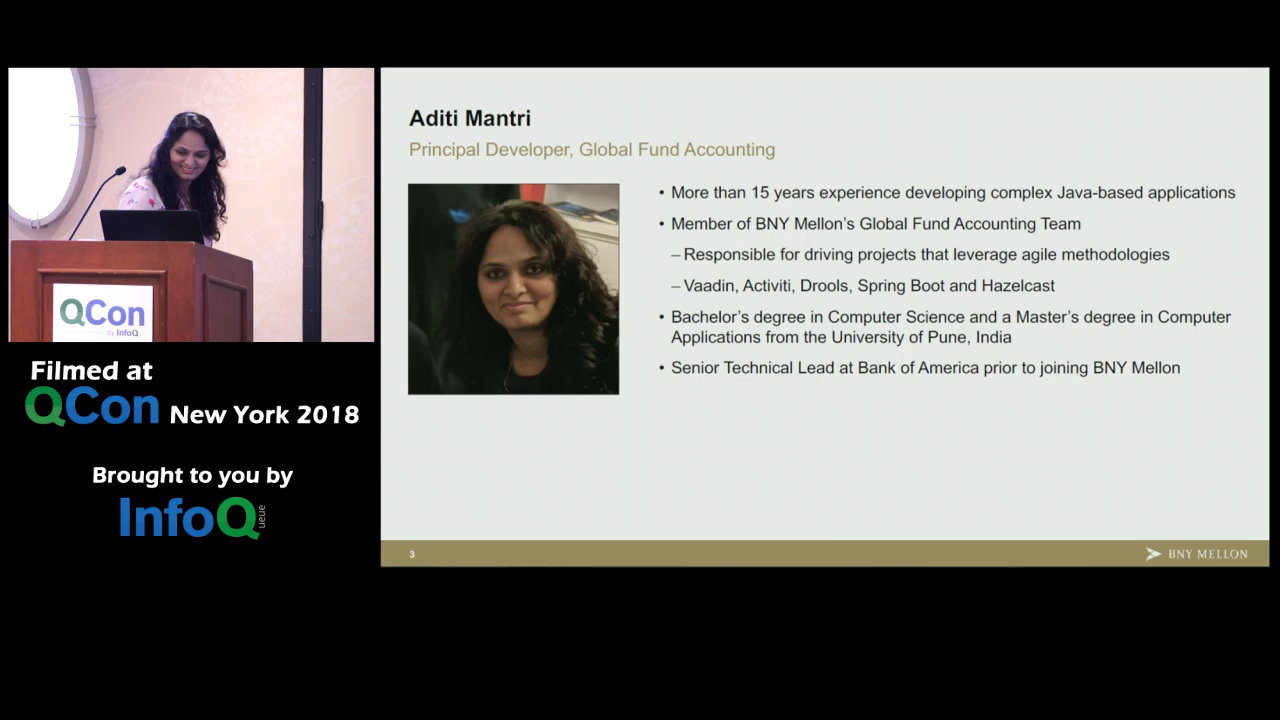 QCon
by InfoQ
Filmed at
QCon New York 2018
Brought to you by
InfoQ
ueue
Aditi Mantri
Principal Developer, Global Fund Accounting
• More than 15 years experience developing complex Java-based applications
• Member of BNY Mellon's Global Fund Accounting Team
– Responsible for driving projects that leverage agile methodologies
– Vaadin, Activiti, Drools, Spring Boot and Hazelcast
• Bachelor's degree in Computer Science and a Master's degree in Computer
Applications from the University of Pune, India
• Senior Technical Lead at Bank of America prior to joining BNY Mellon
3
BNY MELLON